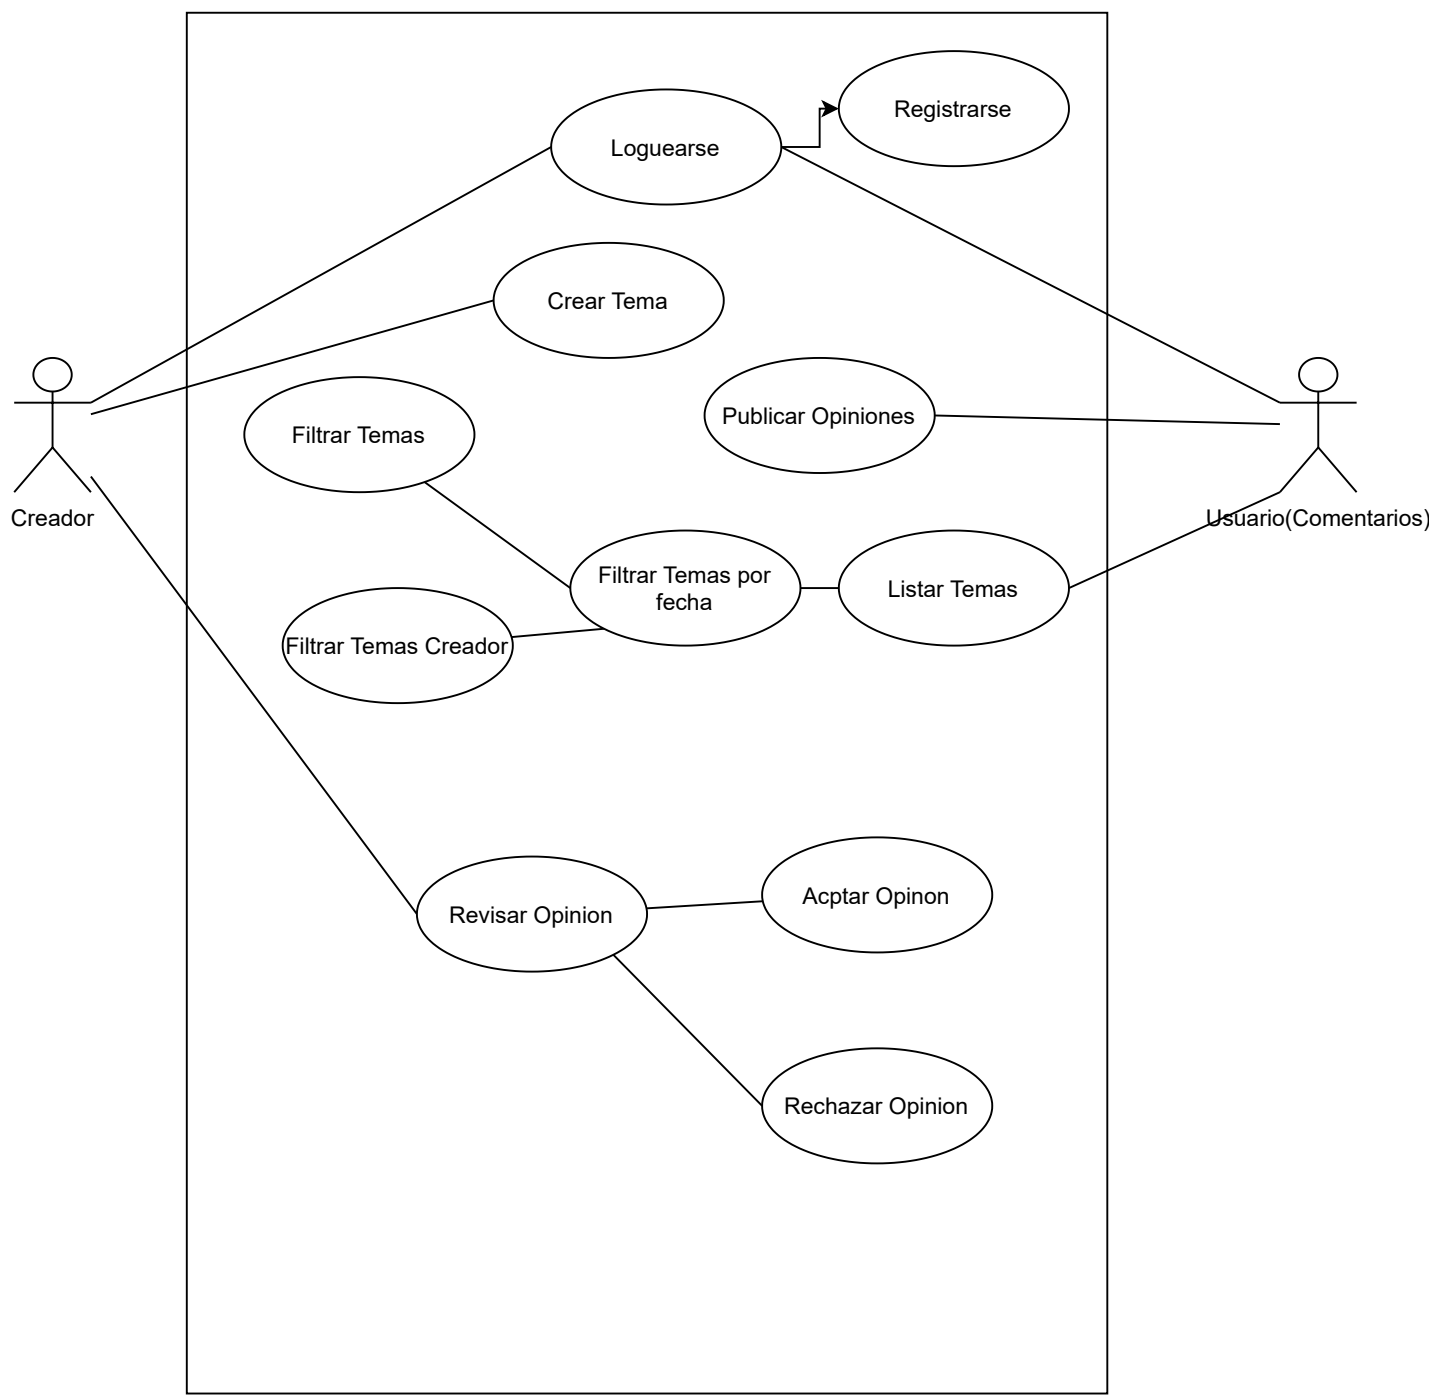 Registrarse
Loguearse
Crear Tema
Publicar Opiniones
Filtrar Temas
Creador
Usuario(Comentarios)
Filtrar Temas por
fecha
Listar Temas
Filtrar Temas Creador
Acptar Opinon
Revisar Opinion
Rechazar Opinion